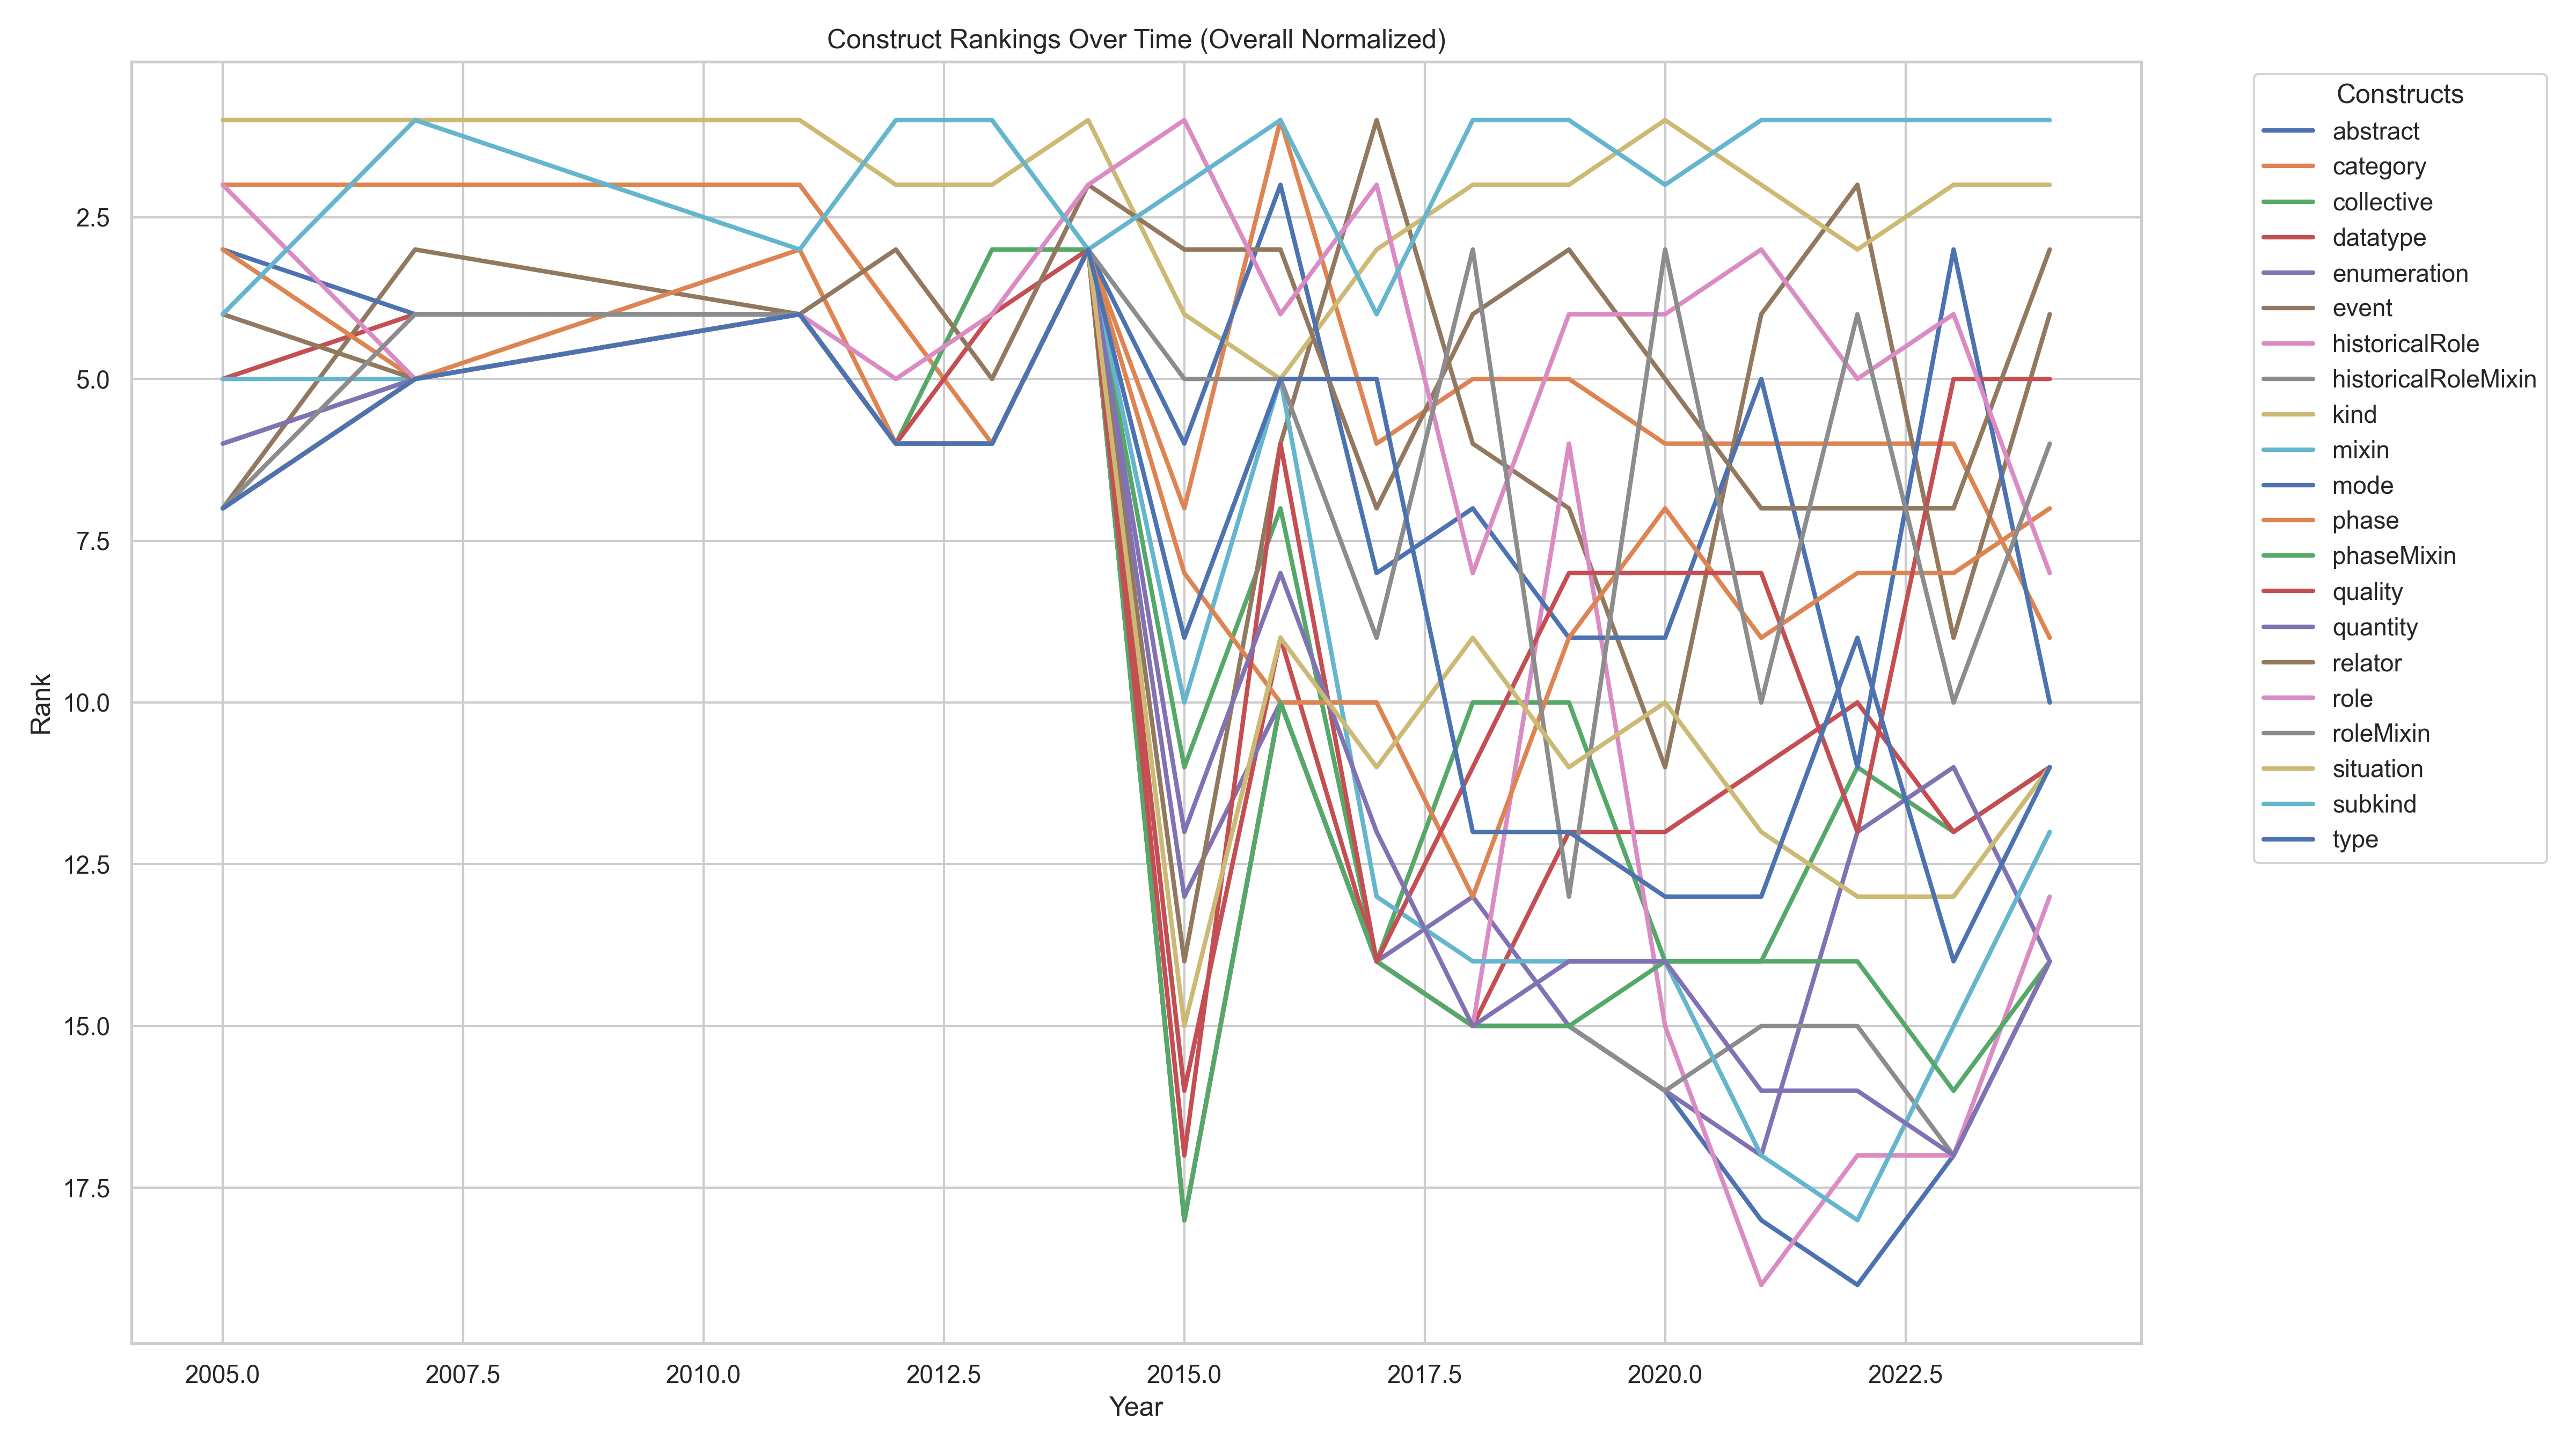 Construct Rankings Over Time (Overall Normalized)
Rank
2.5
5.0
7.5
10.0
12.5
15.0
17.5
2005.0
2007.5
2010.0
2012.5
2015.0
2017.5
2020.0
2022.5
Year
Constructs
abstract
category
collective
datatype
enumeration
event
historicalRole
historicalRoleMixin
kind
mixin
mode
phase
phaseMixin
quality
quantity
relator
role
roleMixin
situation
subkind
type